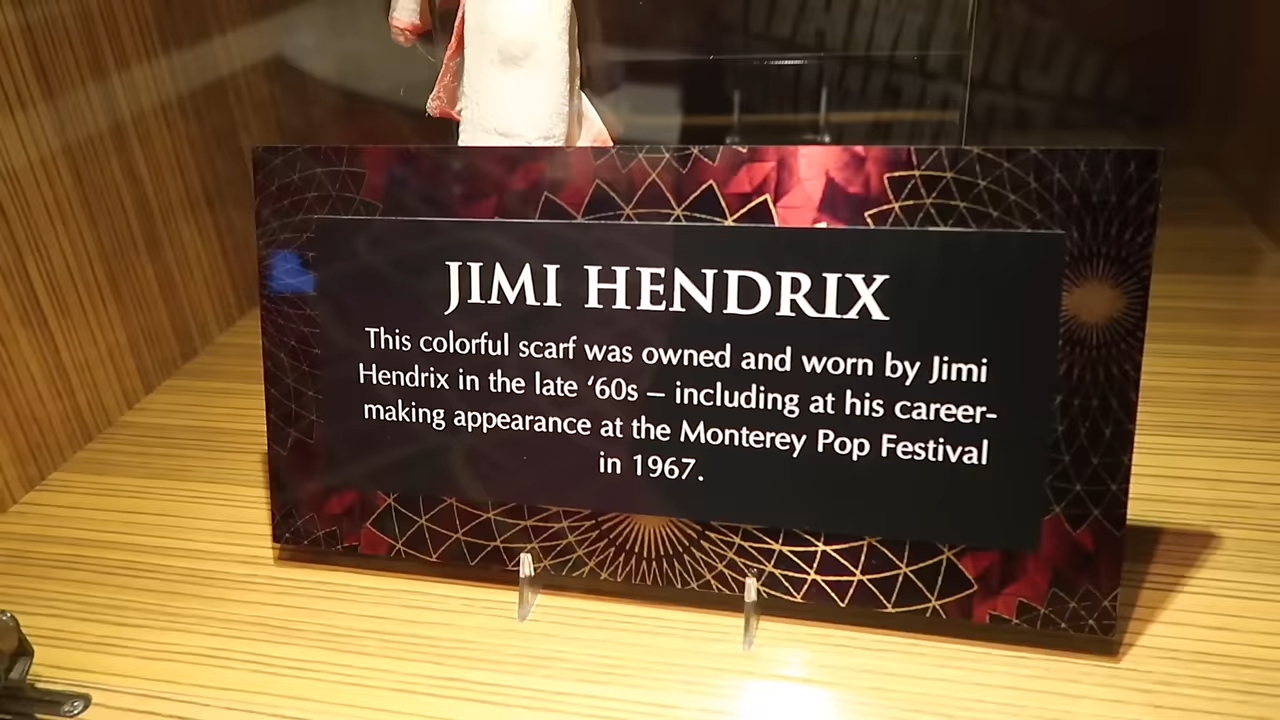 JIMI HENDRIX
This colorful scarf was owned and worn by Jimi
Hendrix in the late ‘60s – including at his career-
making appearance at the Monterey Pop Festival
in 1967.